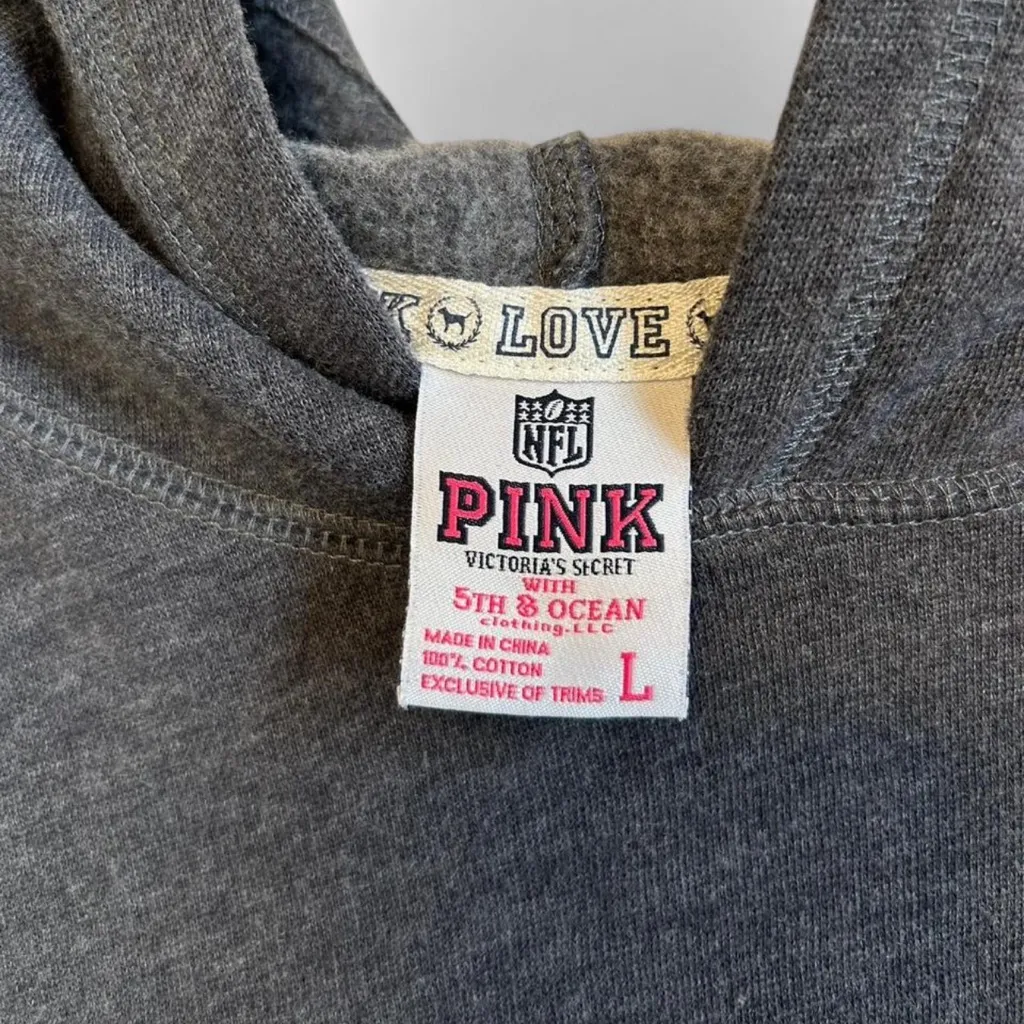 K LOVE
NFL
PINK
VICTORIA'S SECRET
WITH
5TH & OCEAN
clothing.LLC
MADE IN CHINA
100% COTTON
EXCLUSIVE OF TRIMS L